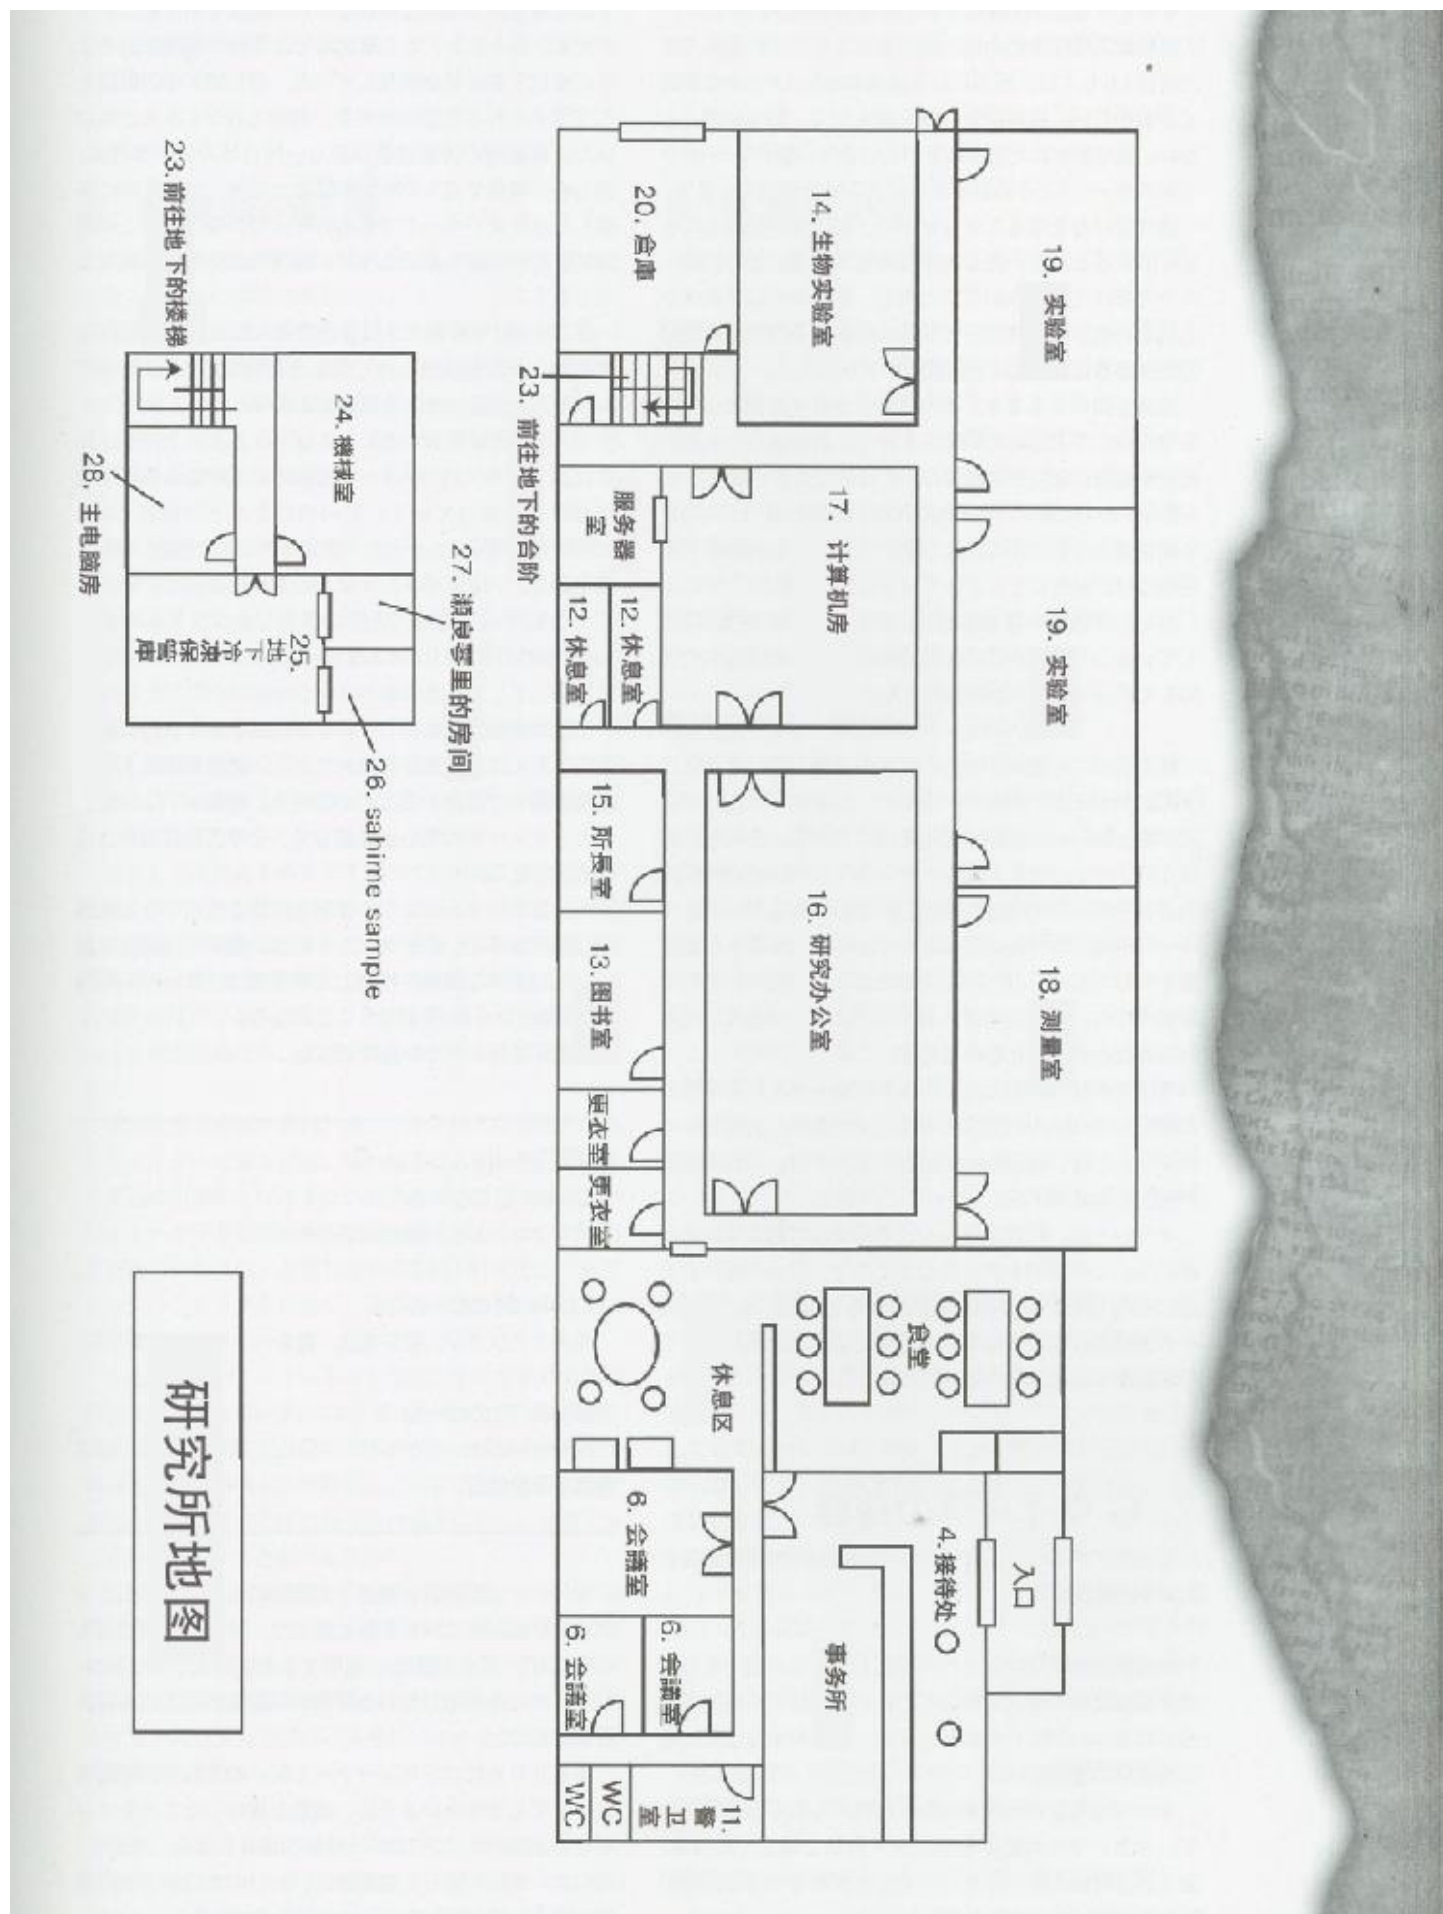 19. 实验室
19. 实验室
18. 测量室
入口
4.接待处
食堂
14. 生物实验室
17. 计算机房
16. 研究办公室
事务所
休息区
11.
警卫室
20. 倉庫
服务器
室
12. 休息室
12. 休息室
15. 所長室
13. 图书室
更衣室
更衣室
6. 会議室
6. 会議室
6. 会議室
WC
WC
23. 前往地下的台阶
27. 瀬良零里的房间
26. sahime sample
24. 機械室
25.
地下冷凍保管庫
23. 前往地下的楼梯
28. 主电脑房
研究所地图